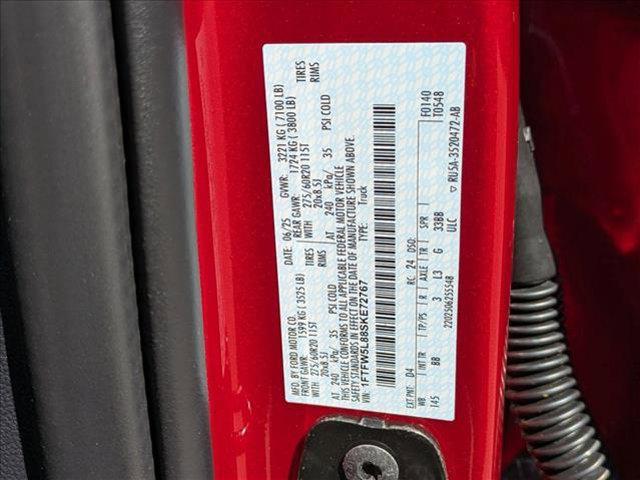 MFD. BY FORD MOTOR CO.
DATE: 06/25 GVWR: 3221 KG ( 7100 LB)
FRONT GAWR: 1599 KG ( 3525 LB) REAR GAWR: 1724 KG ( 3800 LB)
WITH 275/60R20 115T TIRES WITH 275/60R20 115T TIRES
20x8.5J RIMS 20x8.5J RIMS
AT 240 kPa/ 35 PSI COLD AT 240 kPa/ 35 PSI COLD
THIS VEHICLE CONFORMS TO ALL APPLICABLE FEDERAL MOTOR VEHICLE
SAFETY STANDARDS IN EFFECT ON THE DATE OF MANUFACTURE SHOWN ABOVE.
VIN: 1FTFW5L88SKE72767 TYPE: Truck
F0140
T0548
EXT PNT: D4 RC: 24 DSO:
WB INT TR TP/PS R AXLE TR SPR
145 BB 3 L3 G 33BB
2202506255548 ULC ▽ RU5A-3520472-AB